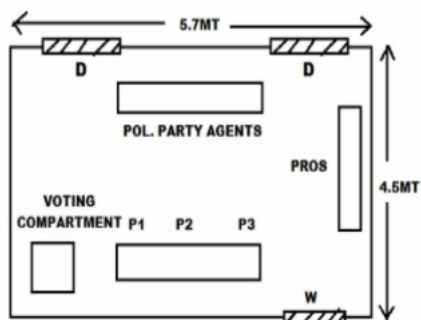 5.7MT
D D
POL. PARTY AGENTS
PROS
4.5MT
VOTING
COMPARTMENT P1 P2 P3
W